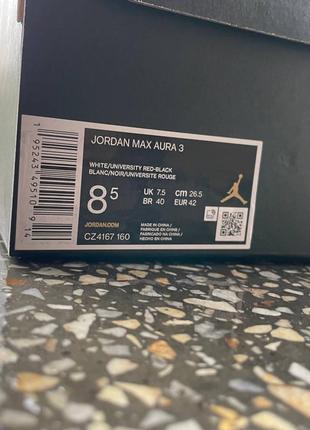 JORDAN MAX AURA 3
WHITE/UNIVERSITY RED-BLACK
BLANC/NOIR/UNIVERSITE ROUGE
8 5
UK 7.5 cm 26.5
BR 40 EUR 42
JORDAN.COM
CZ4167 160
MADE IN CHINA /
FABRIQUE EN CHINE /
FABRICADO NA CHINA /
HECHO EN CHINA